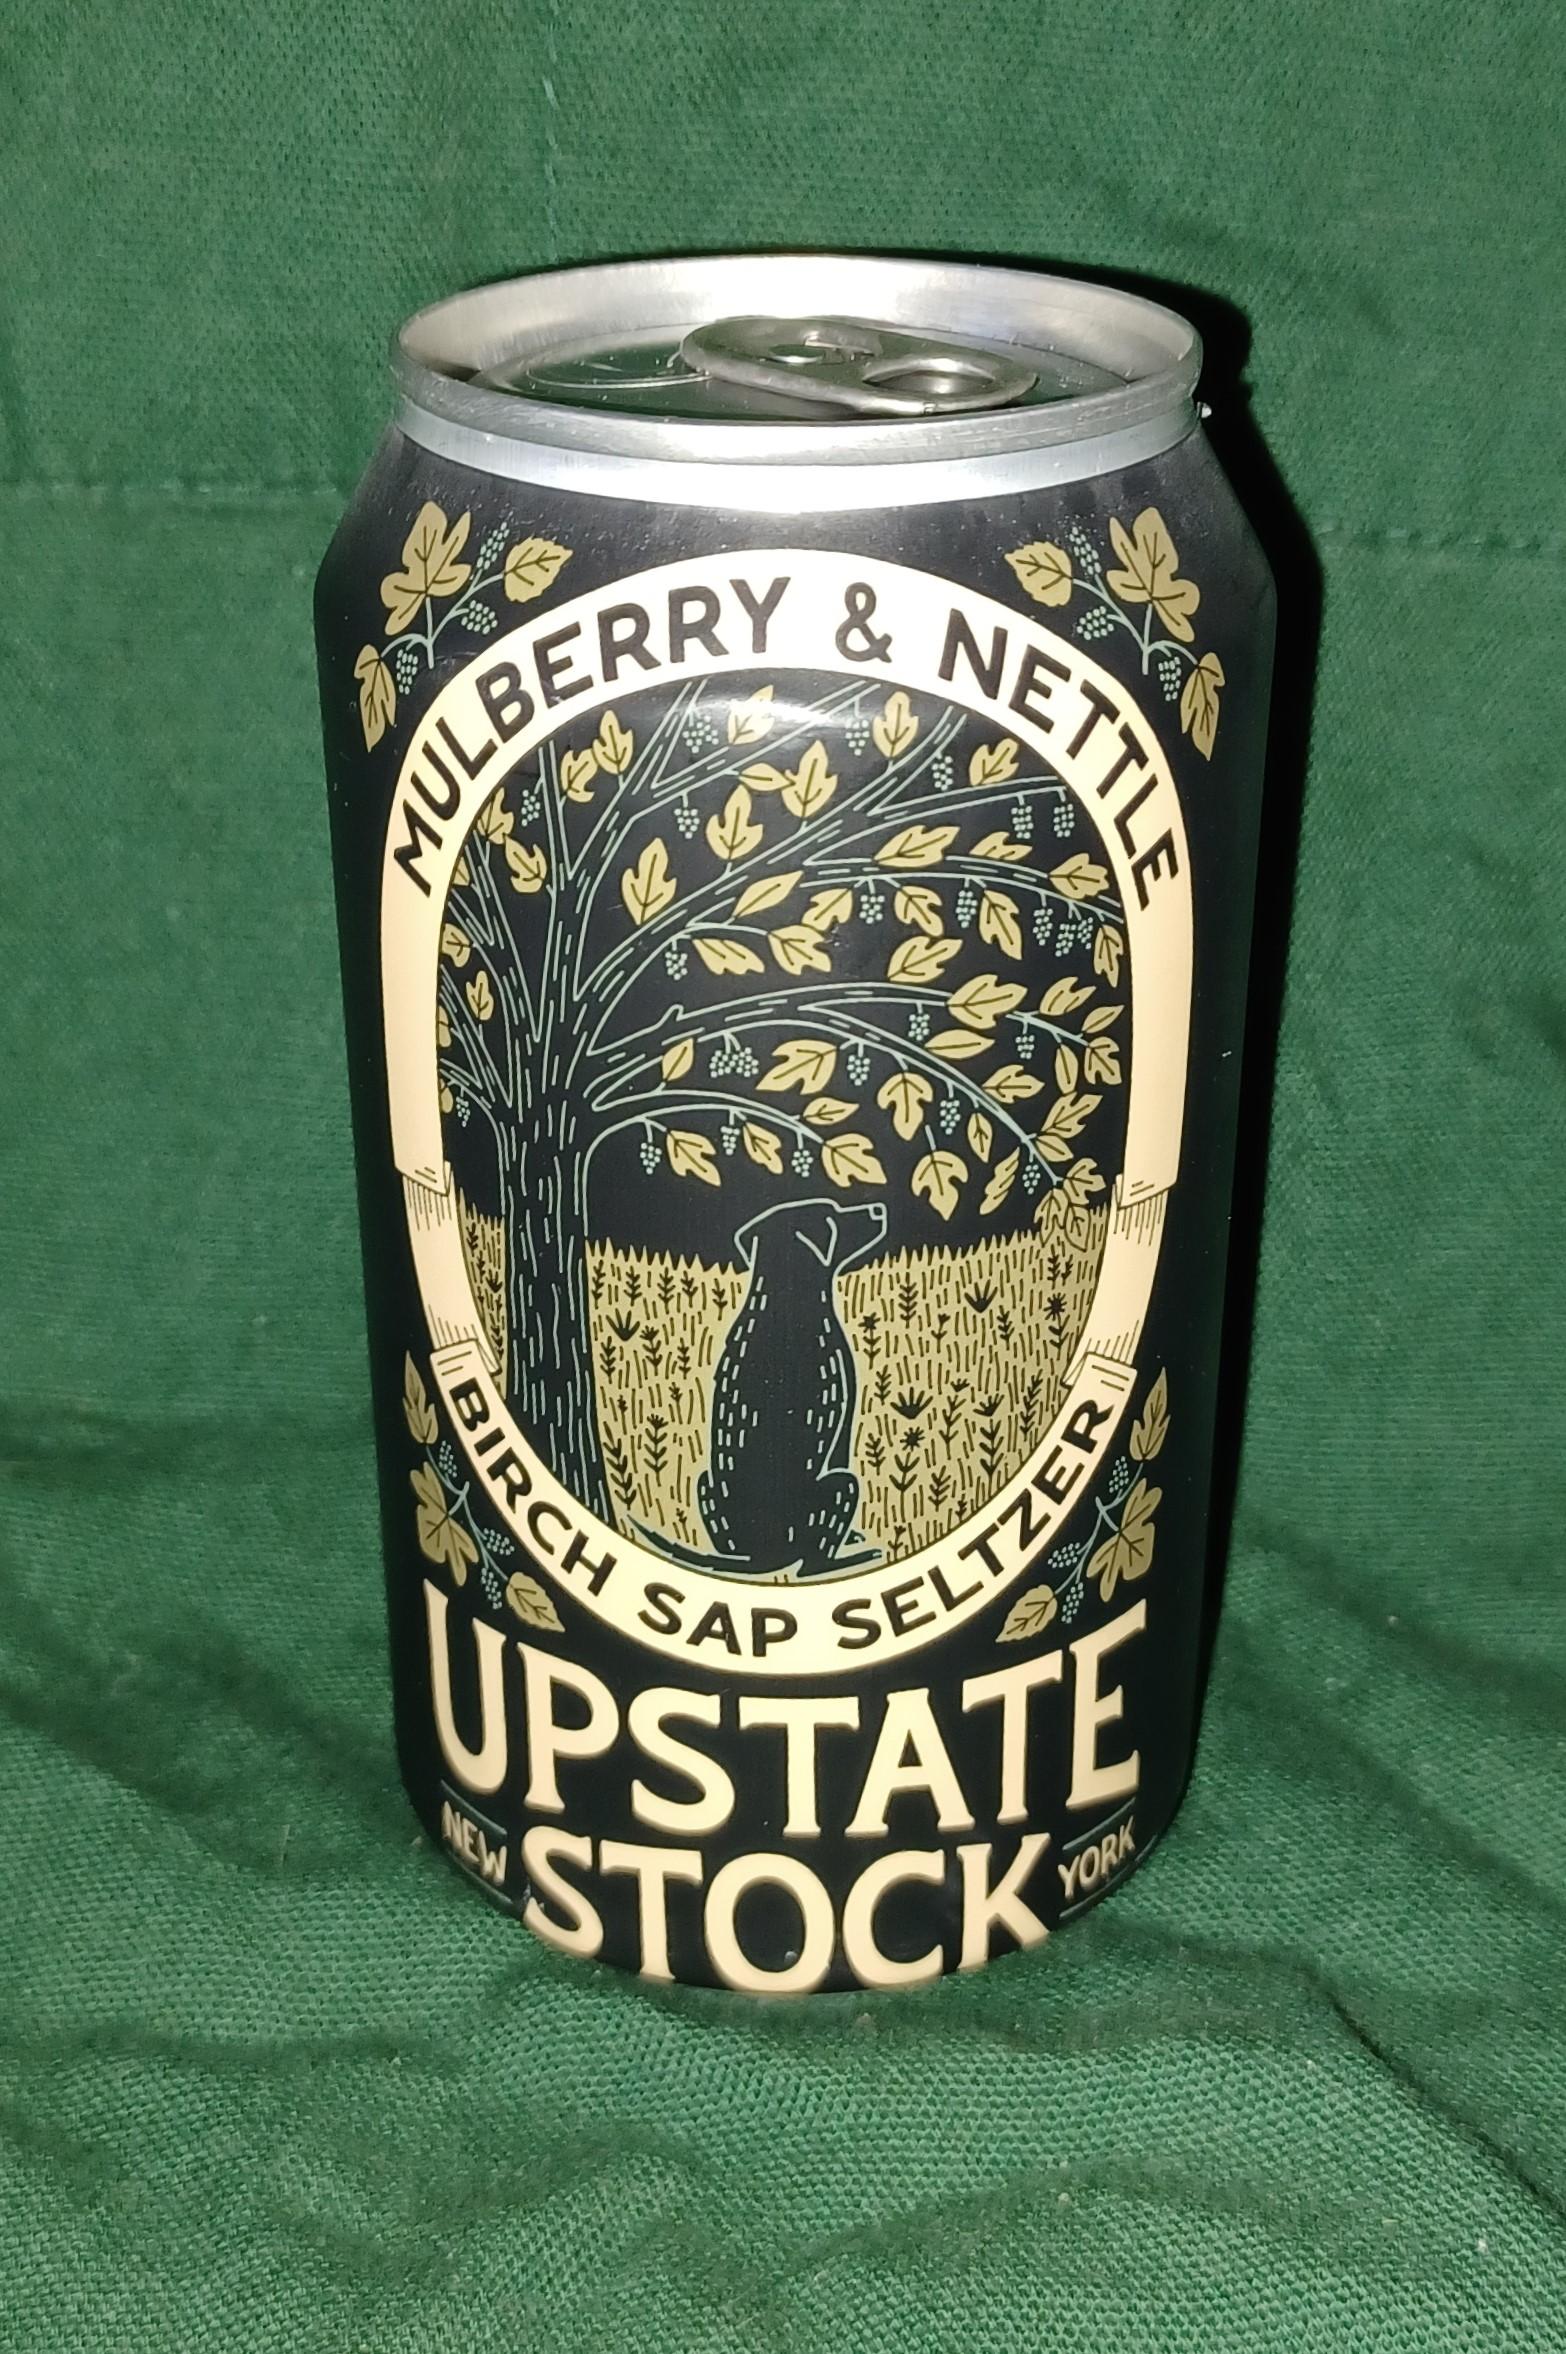 MULBERRY & NETTLE
BIRCH SAP SELTZER
UPSTATE
NEW STOCK YORK